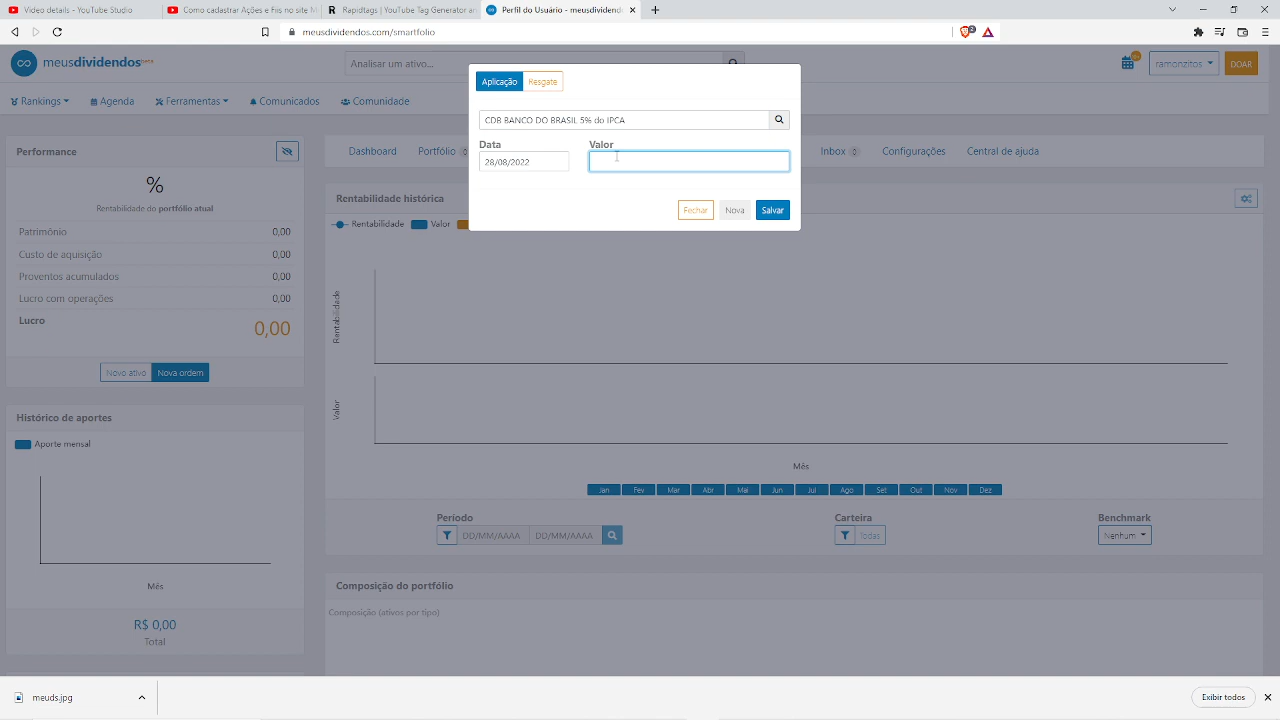 Video details - YouTube Studio
Como cadastrar Ações e Fiis no site M
Rapidtags | YouTube Tag Generator an
Perfil do Usuário - meusdividendo
meusdividendos.com/smartfolio
meusdividendos beta
Analisar um ativo...
ramonzitos
DOAR
Rankings
Agenda
Ferramentas
Comunicados
Comunidade
Aplicação
Resgate
CDB BANCO DO BRASIL 5% do IPCA
Data
Valor
28/08/2022
Fechar
Nova
Salvar
Performance
%
Rentabilidade do portfólio atual
Patrimônio 0,00
Custo de aquisição 0,00
Proventos acumulados 0,00
Lucro com operações 0,00
Lucro
0,00
Novo ativo
Nova ordem
Histórico de aportes
Aporte mensal
Mês
R$ 0,00
Total
Dashboard
Portfólio
Inbox
Configurações
Central de ajuda
Rentabilidade histórica
Rentabilidade
Valor
Rentabilidade
Valor
Mês
Jan Fev Mar Abr Mai Jun Jul Ago Set Out Nov Dez
Período
DD/MM/AAAA
DD/MM/AAAA
Carteira
Todas
Benchmark
Nenhum
Composição do portfólio
Composição (ativos por tipo)
meuds.jpg
Exibir todos